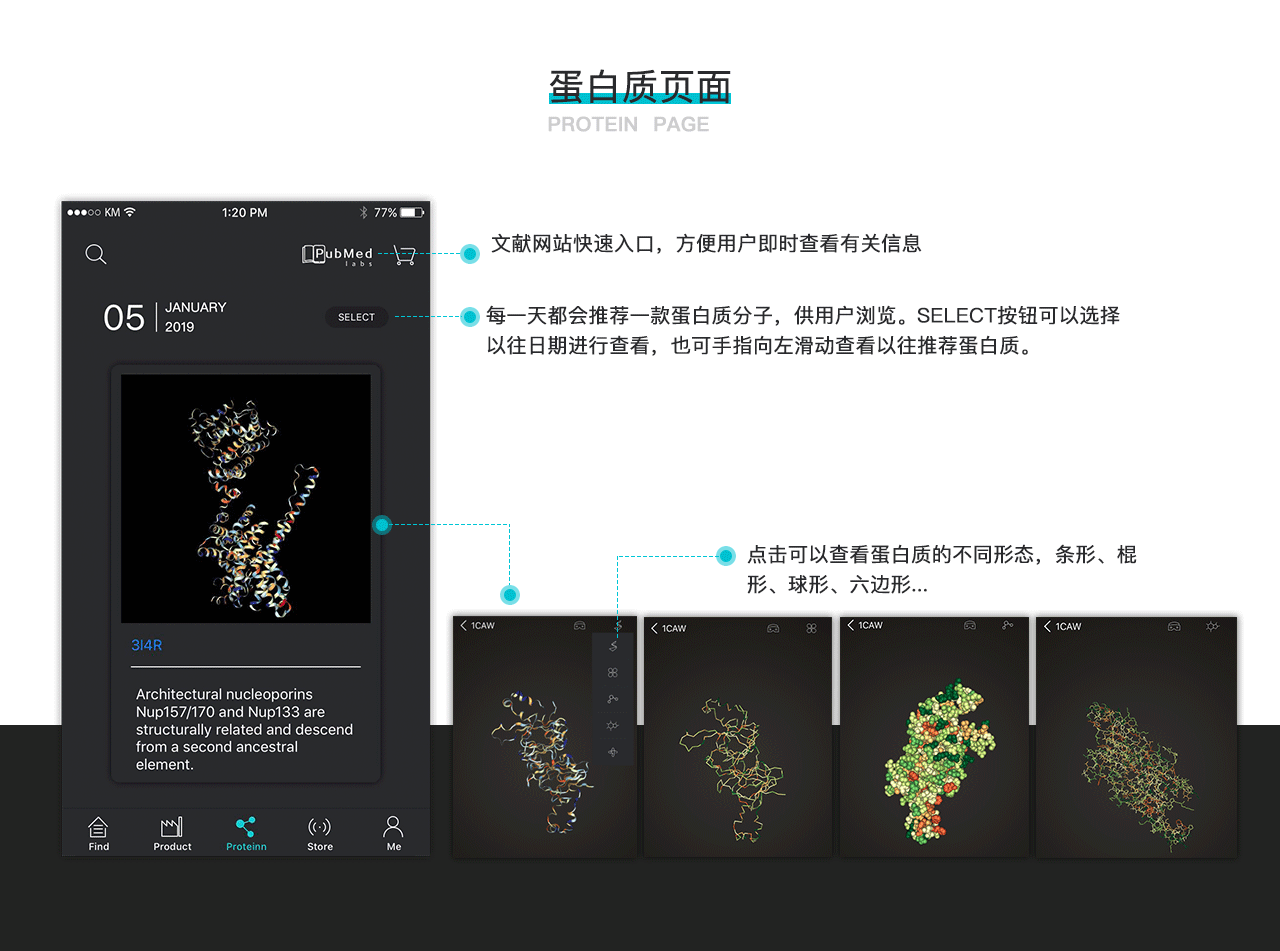 蛋白质页面
PROTEIN PAGE
KM
1:20 PM
77%
PubMed
labs
文献网站快速入口，方便用户即时查看有关信息
05
JANUARY
2019
SELECT
每一天都会推荐一款蛋白质分子，供用户浏览。SELECT按钮可以选择
以往日期进行查看，也可手指向左滑动查看以往推荐蛋白质。
3I4R
Architectural nucleoporins
Nup157/170 and Nup133 are
structurally related and descend
from a second ancestral
element.
点击可以查看蛋白质的不同形态，条形、棍
形、球形、六边形...
1CAW
1CAW
1CAW
1CAW
Find
Product
Proteinn
Store
Me